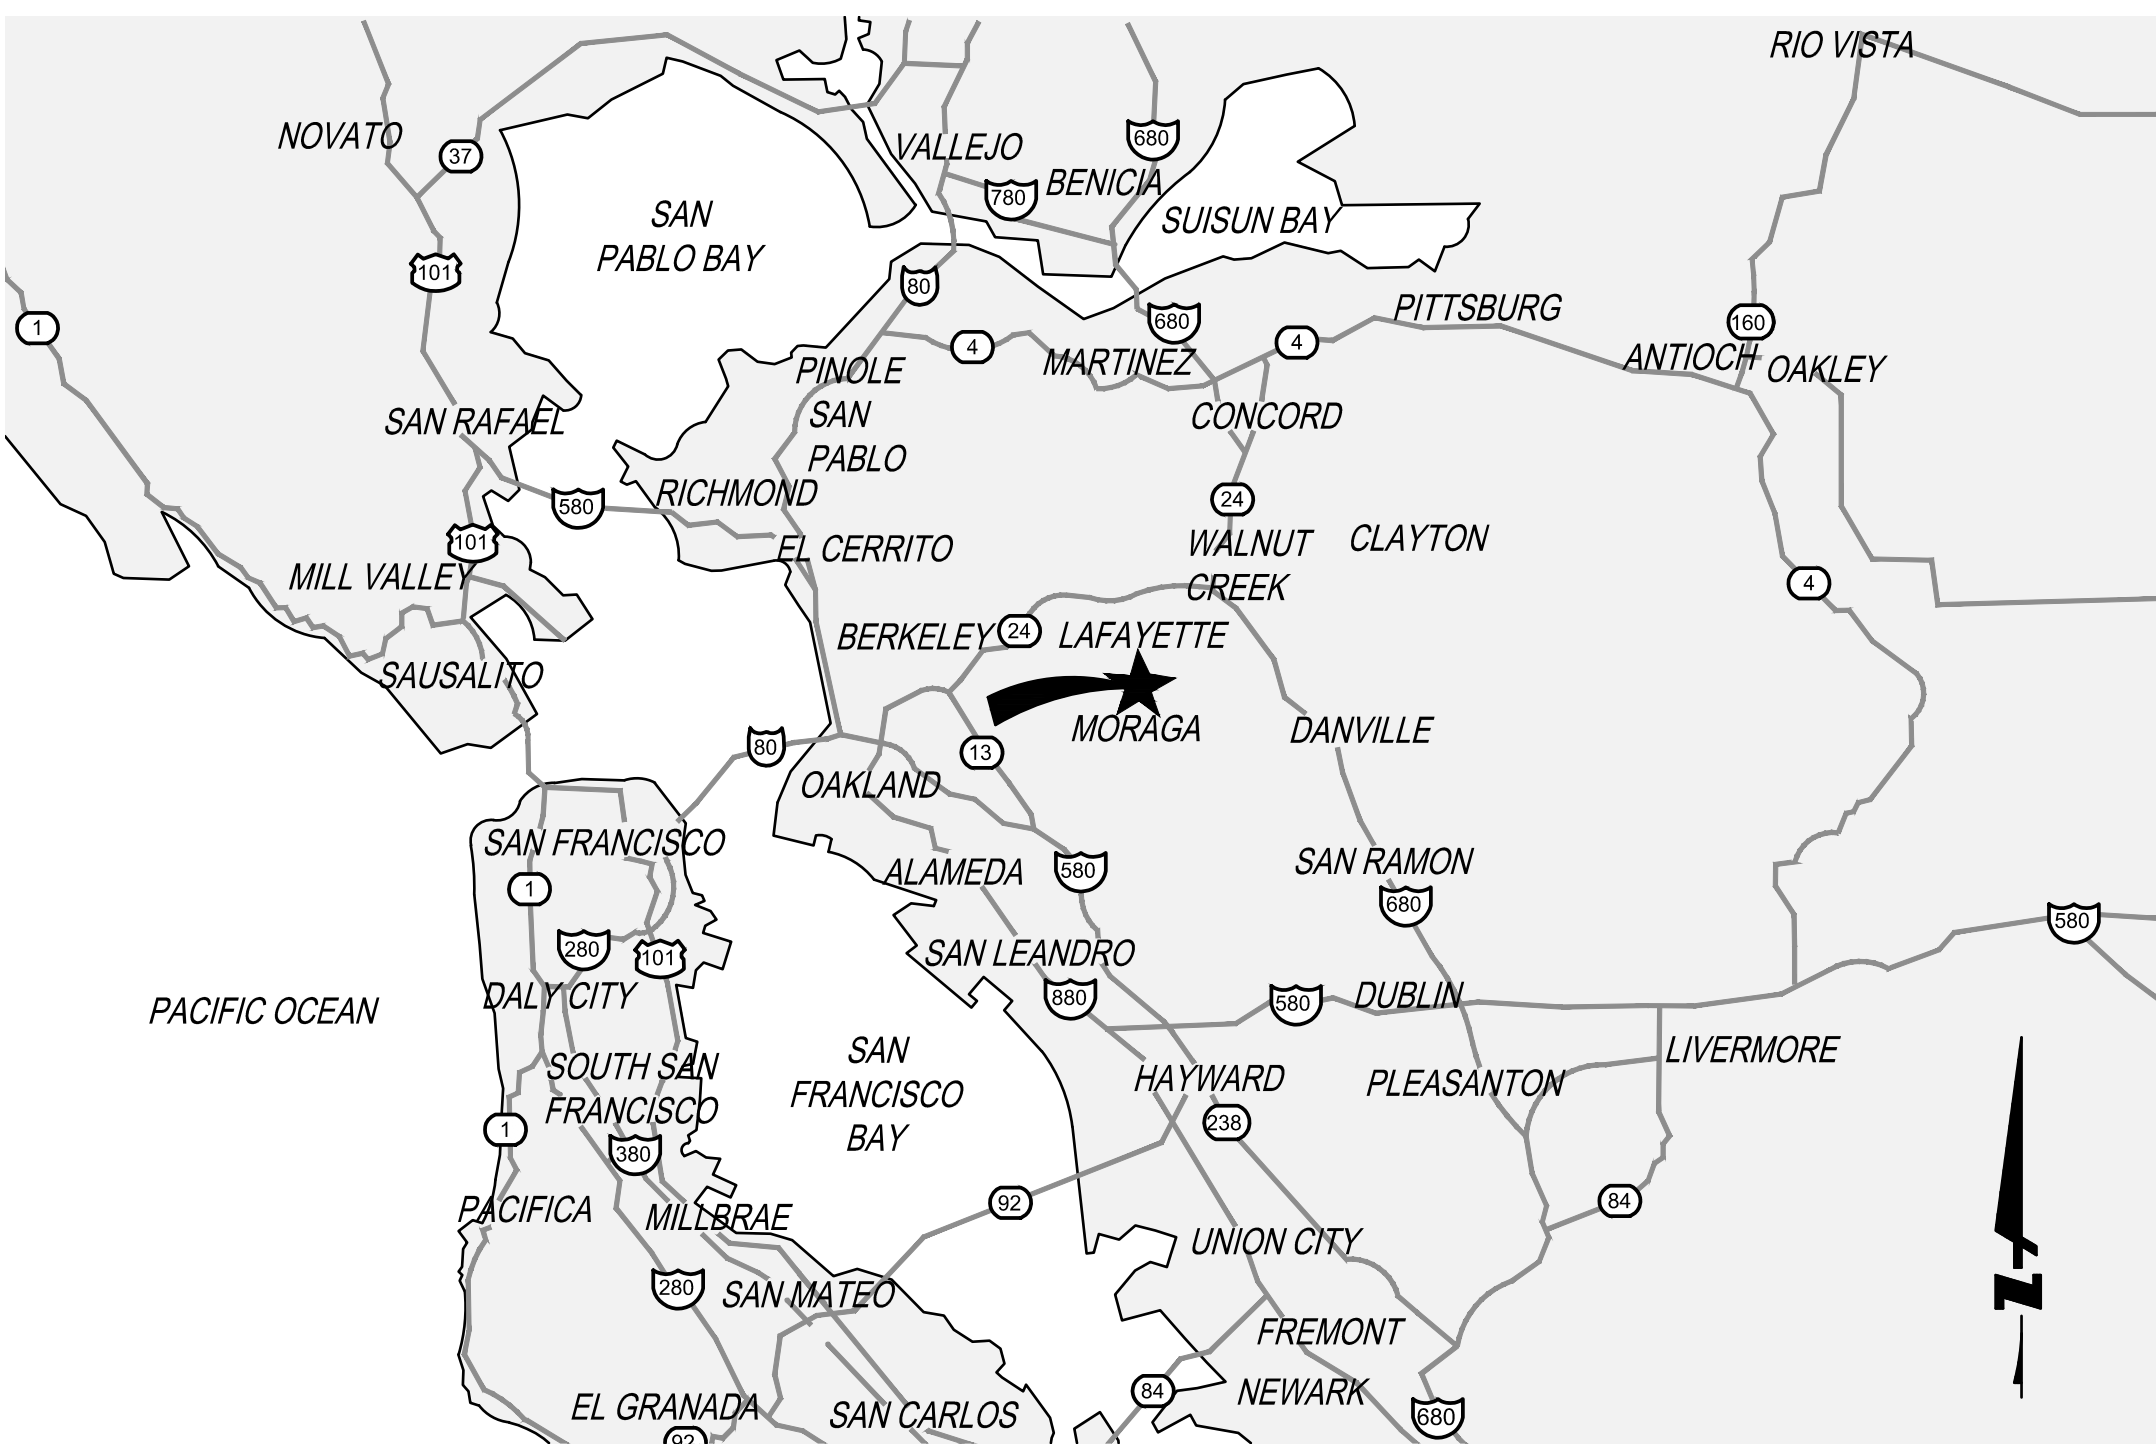 RIO VISTA
NOVATO
37
VALLEJO
680
780
BENICIA
SAN
PABLO BAY
SUISUN BAY
101
80
1
680
PITTSBURG
160
4
4
MARTINEZ
ANTIOCH
OAKLEY
PINOLE
SAN RAFAEL
SAN
PABLO
CONCORD
RICHMOND
580
24
101
EL CERRITO
WALNUT
CREEK
CLAYTON
MILL VALLEY
4
BERKELEY
24
LAFAYETTE
SAUSALITO
MORAGA
DANVILLE
80
13
OAKLAND
SAN FRANCISCO
ALAMEDA
580
SAN RAMON
1
680
580
280
101
SAN LEANDRO
DALY CITY
880
580
DUBLIN
PACIFIC OCEAN
SOUTH SAN
FRANCISCO
SAN
FRANCISCO
BAY
HAYWARD
PLEASANTON
LIVERMORE
1
380
238
PACIFICA
MILLBRAE
92
84
UNION CITY
280
SAN MATEO
FREMONT
EL GRANADA
SAN CARLOS
84
NEWARK
680
92
N